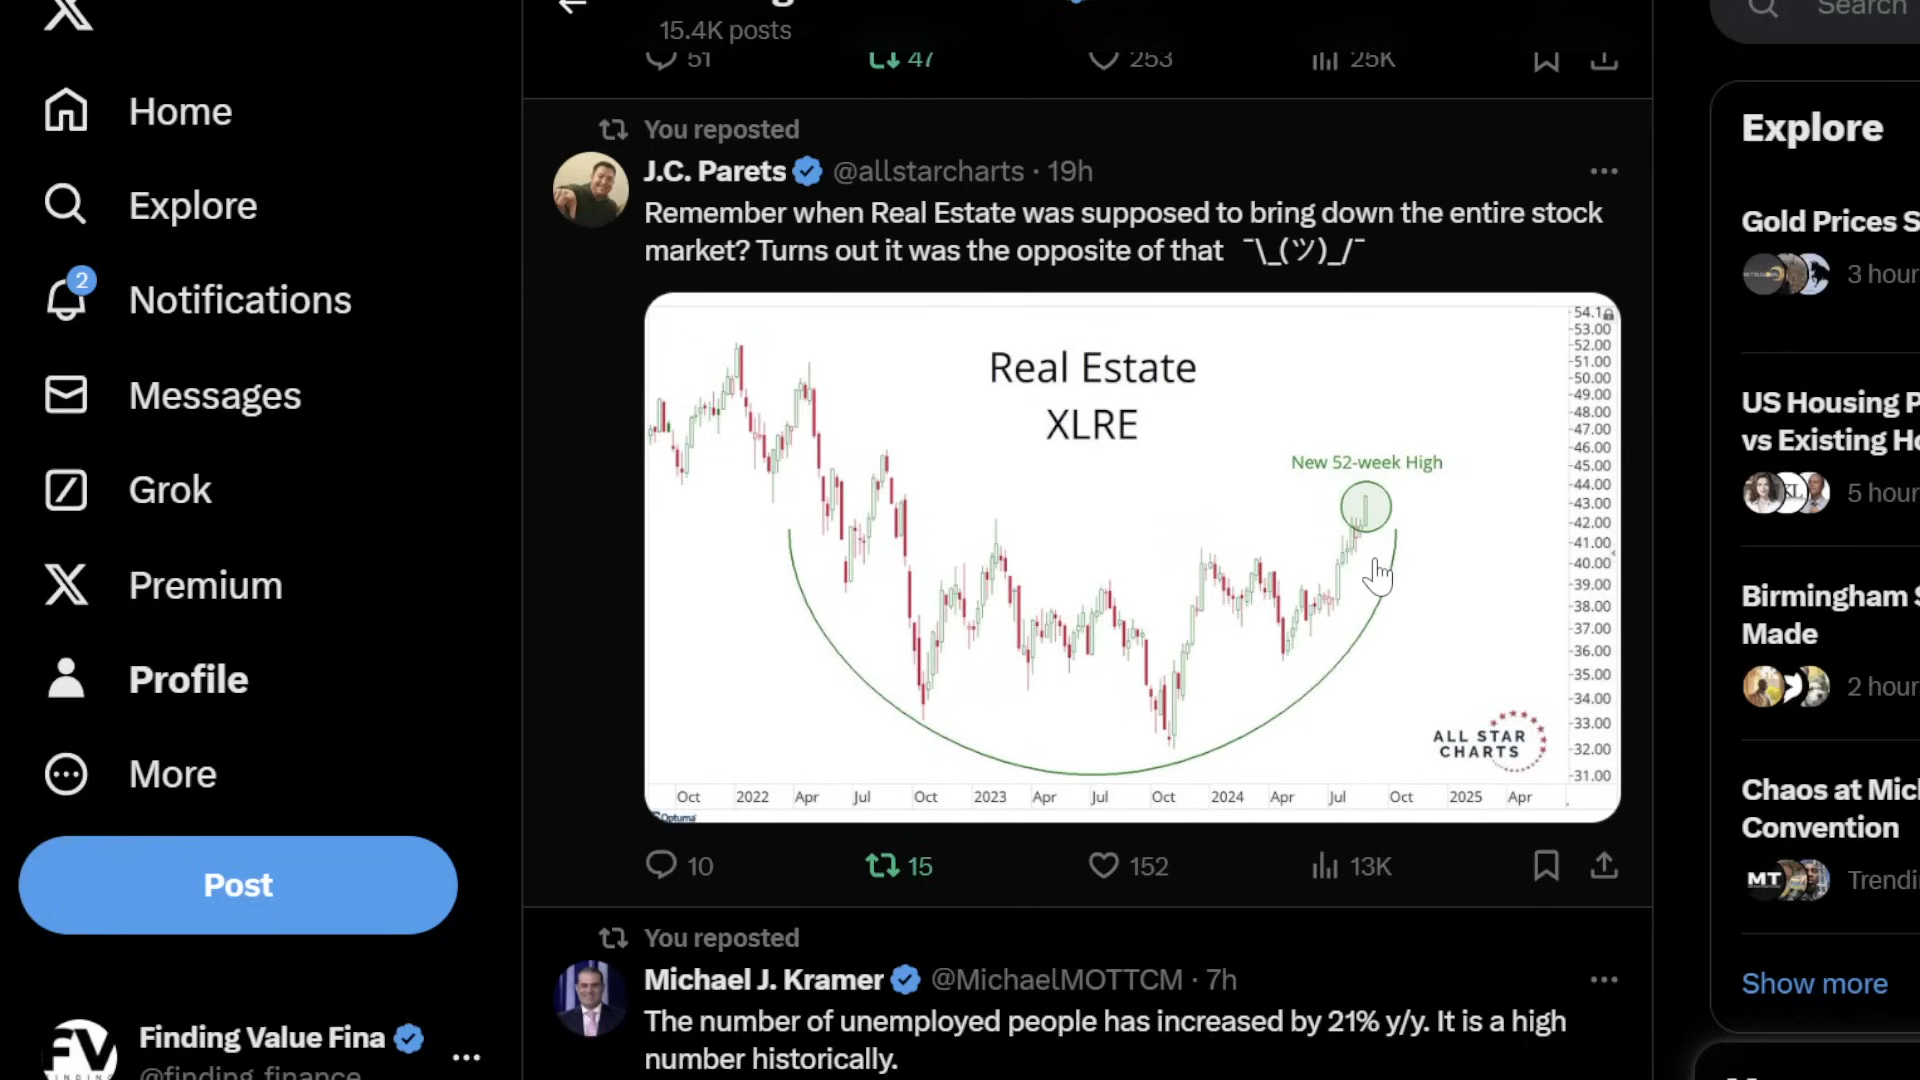 15.4K posts
51
47
253
25K
Home
Explore
2
Notifications
Messages
Grok
Premium
Profile
More
Post
Finding Value Fina
@finding_finance
You reposted
J.C. Parets @allstarcharts · 19h
Remember when Real Estate was supposed to bring down the entire stock
market? Turns out it was the opposite of that ¯\_(ツ)_/¯
Real Estate
XLRE
New 52-week High
54.1
53.00
52.00
51.00
50.00
49.00
48.00
47.00
46.00
45.00
44.00
43.00
42.00
41.00
40.00
39.00
38.00
37.00
36.00
35.00
34.00
33.00
32.00
31.00
ALL STAR
CHARTS
Oct 2022 Apr Jul Oct 2023 Apr Jul Oct 2024 Apr Jul Oct 2025 Apr
Optuma
10
15
152
13K
You reposted
Michael J. Kramer @MichaelMOTTCM · 7h
The number of unemployed people has increased by 21% y/y. It is a high
number historically.
Search
Explore
Gold Prices S
3 hour
US Housing P
vs Existing Ho
KL
5 hour
Birmingham S
Made
2 hour
Chaos at Mich
Convention
MT
Trendi
Show more